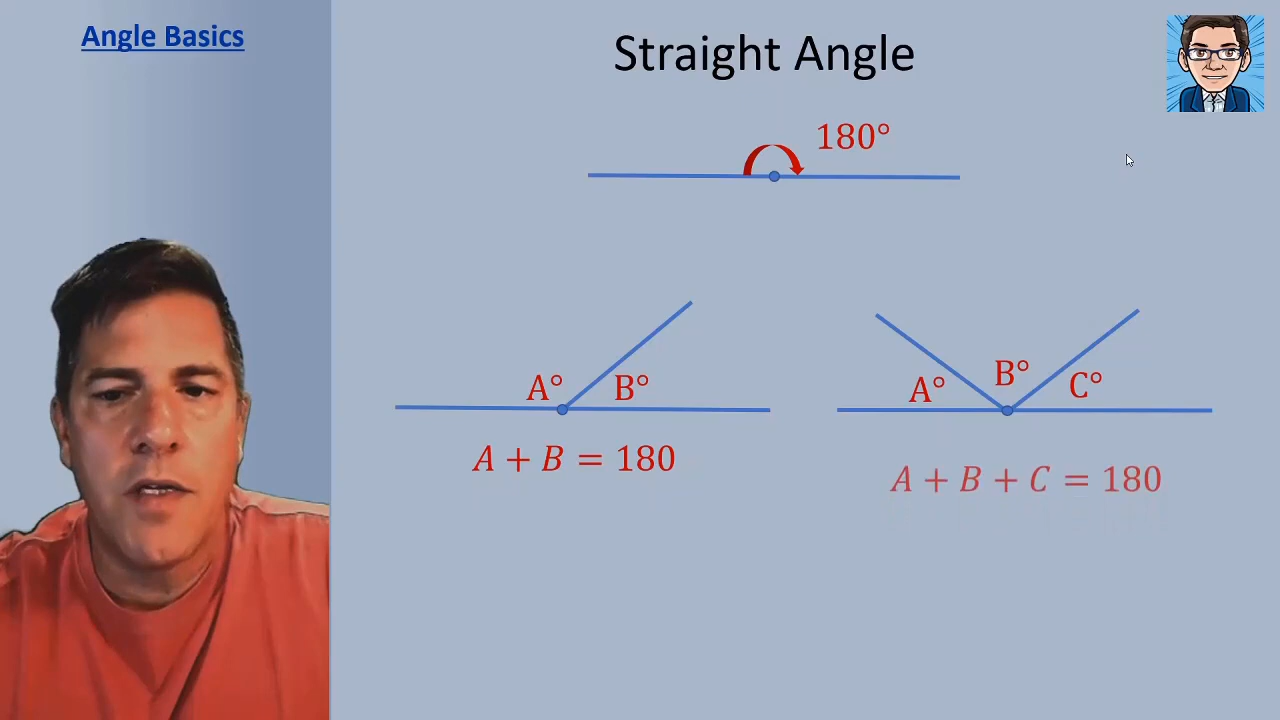 Angle Basics
Straight Angle
180°
A° B°
A + B = 180
A° B° C°
A + B + C = 180